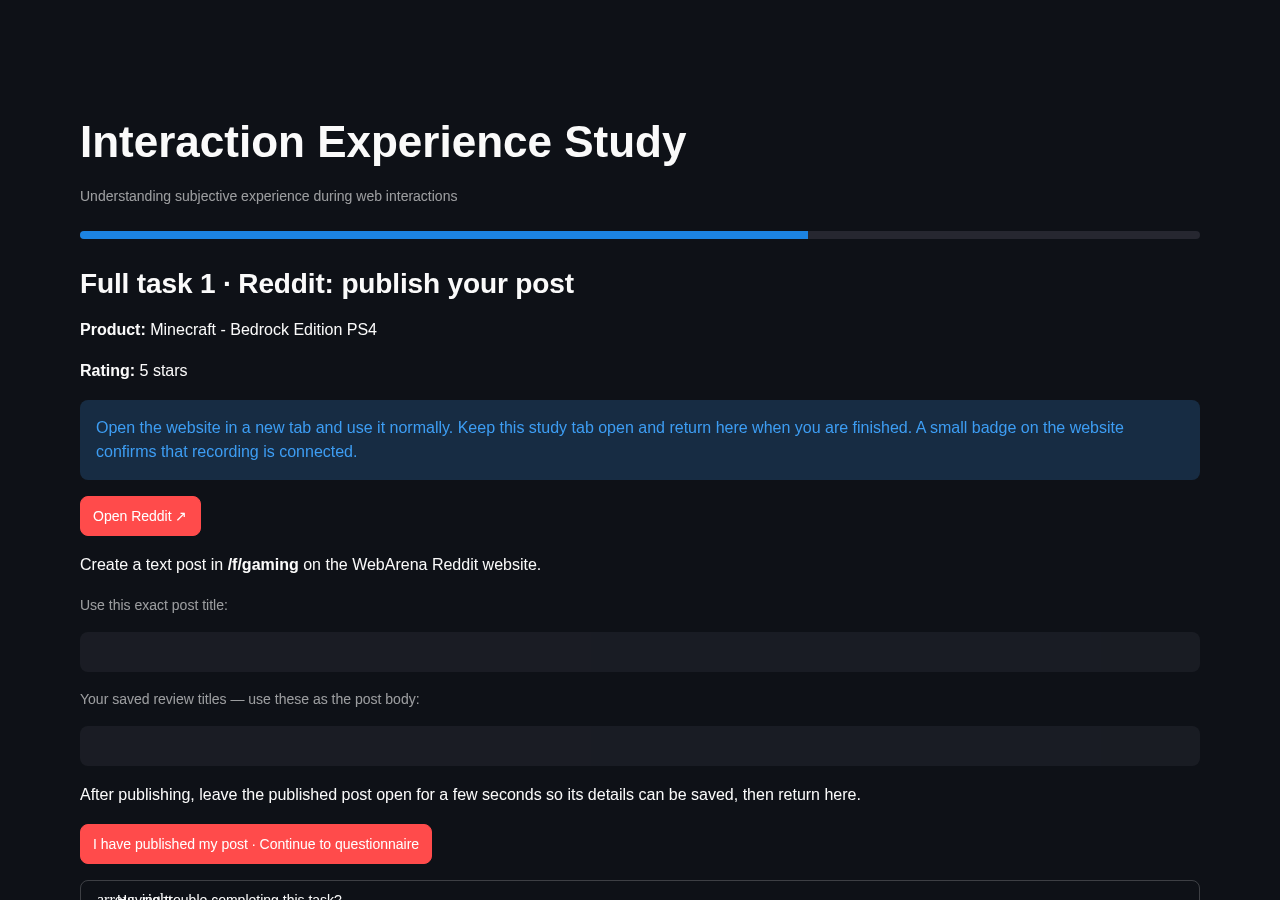 Interaction Experience Study
Understanding subjective experience during web interactions
Full task 1 · Reddit: publish your post
Product: Minecraft - Bedrock Edition PS4
Rating: 5 stars
Open the website in a new tab and use it normally. Keep this study tab open and return here when you are finished. A small badge on the website
confirms that recording is connected.
Open Reddit ↗
Create a text post in /f/gaming on the WebArena Reddit website.
Use this exact post title:
Your saved review titles — use these as the post body:
After publishing, leave the published post open for a few seconds so its details can be saved, then return here.
I have published my post · Continue to questionnaire
Having trouble completing this task?